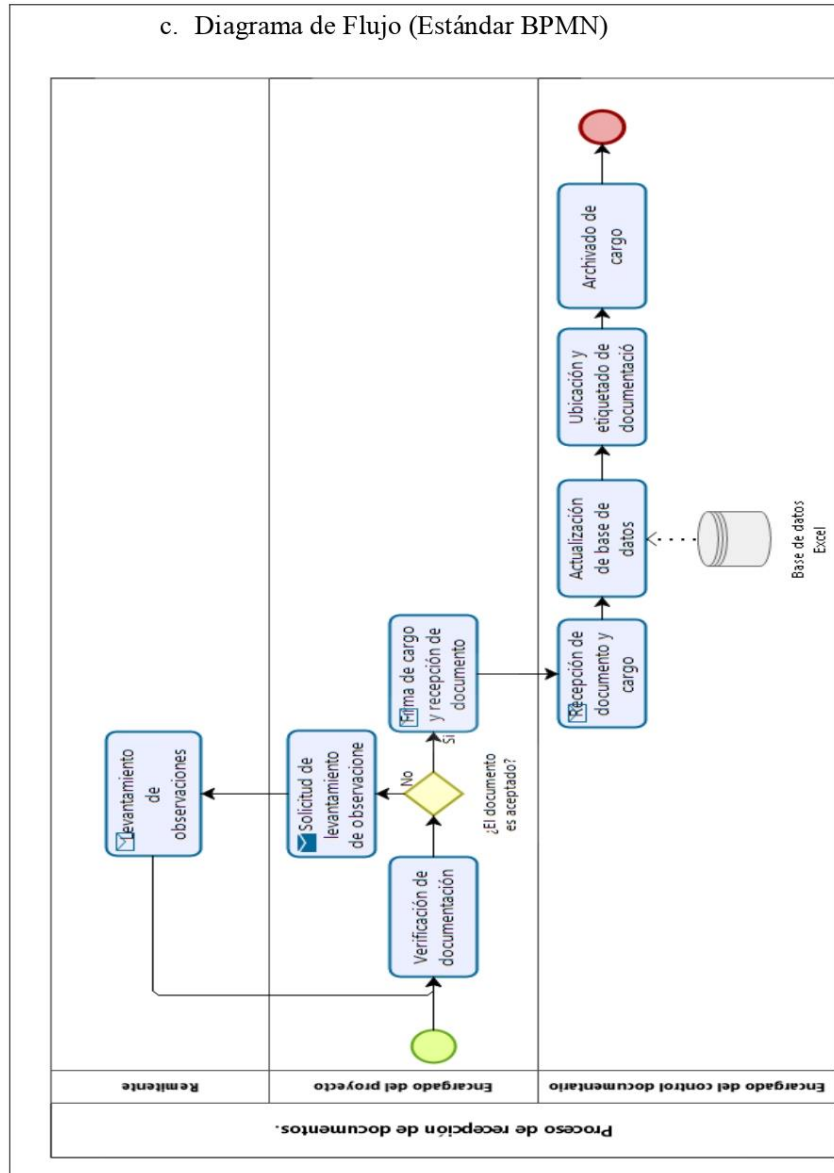 c. Diagrama de Flujo (Estándar BPMN)
Proceso de recepción de documentos.
Remitente
Levantamiento
de
observaciones
Encargado del proyecto
Verificación de
documentación
¿El documento
es aceptado?
No
Si
Solicitud de
levantamiento
de observacione
Firma de cargo
y recepción de
documento
Encargado del control documentario
Recepción de
documento y
cargo
Actualización
de base de
datos
Base de datos
Excel
Ubicación y
etiquetado de
documentació
Archivado de
cargo